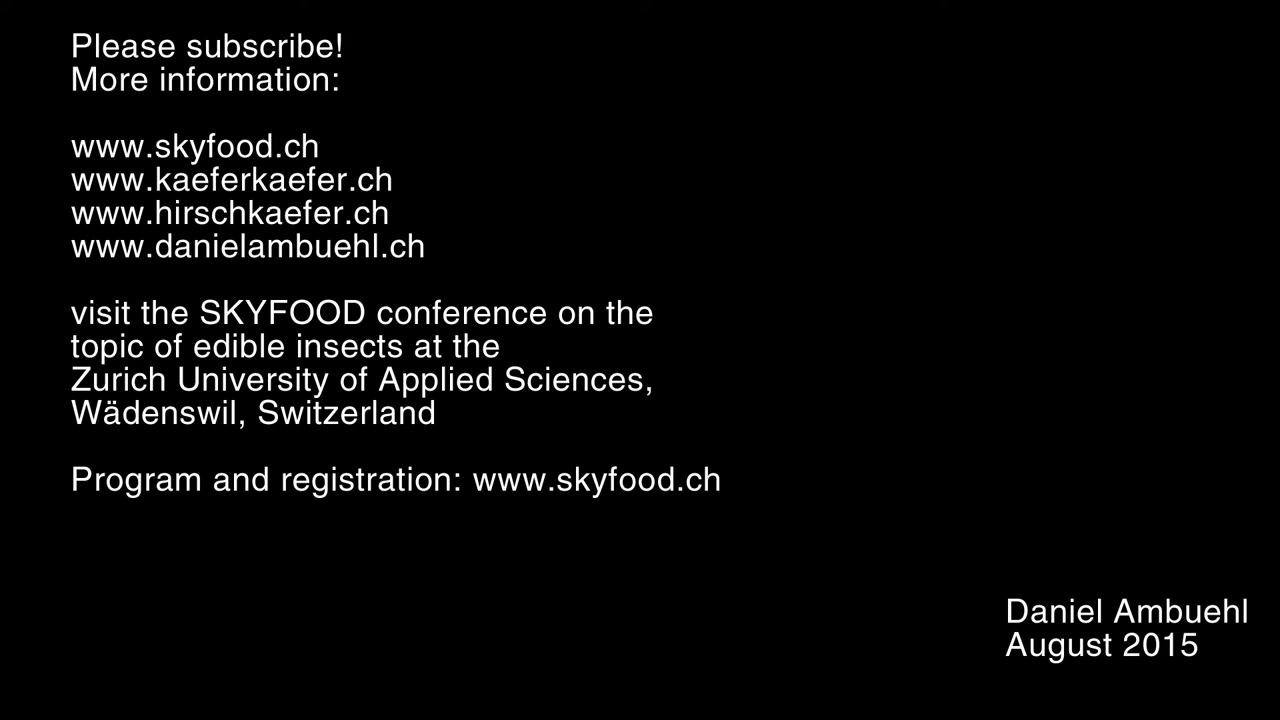 Please subscribe!
More information:
www.skyfood.ch
www.kaeferkaefer.ch
www.hirschkaefer.ch
www.danielambuehl.ch
visit the SKYFOOD conference on the
topic of edible insects at the
Zurich University of Applied Sciences,
Wädenswil, Switzerland
Program and registration: www.skyfood.ch
Daniel Ambuehl
August 2015